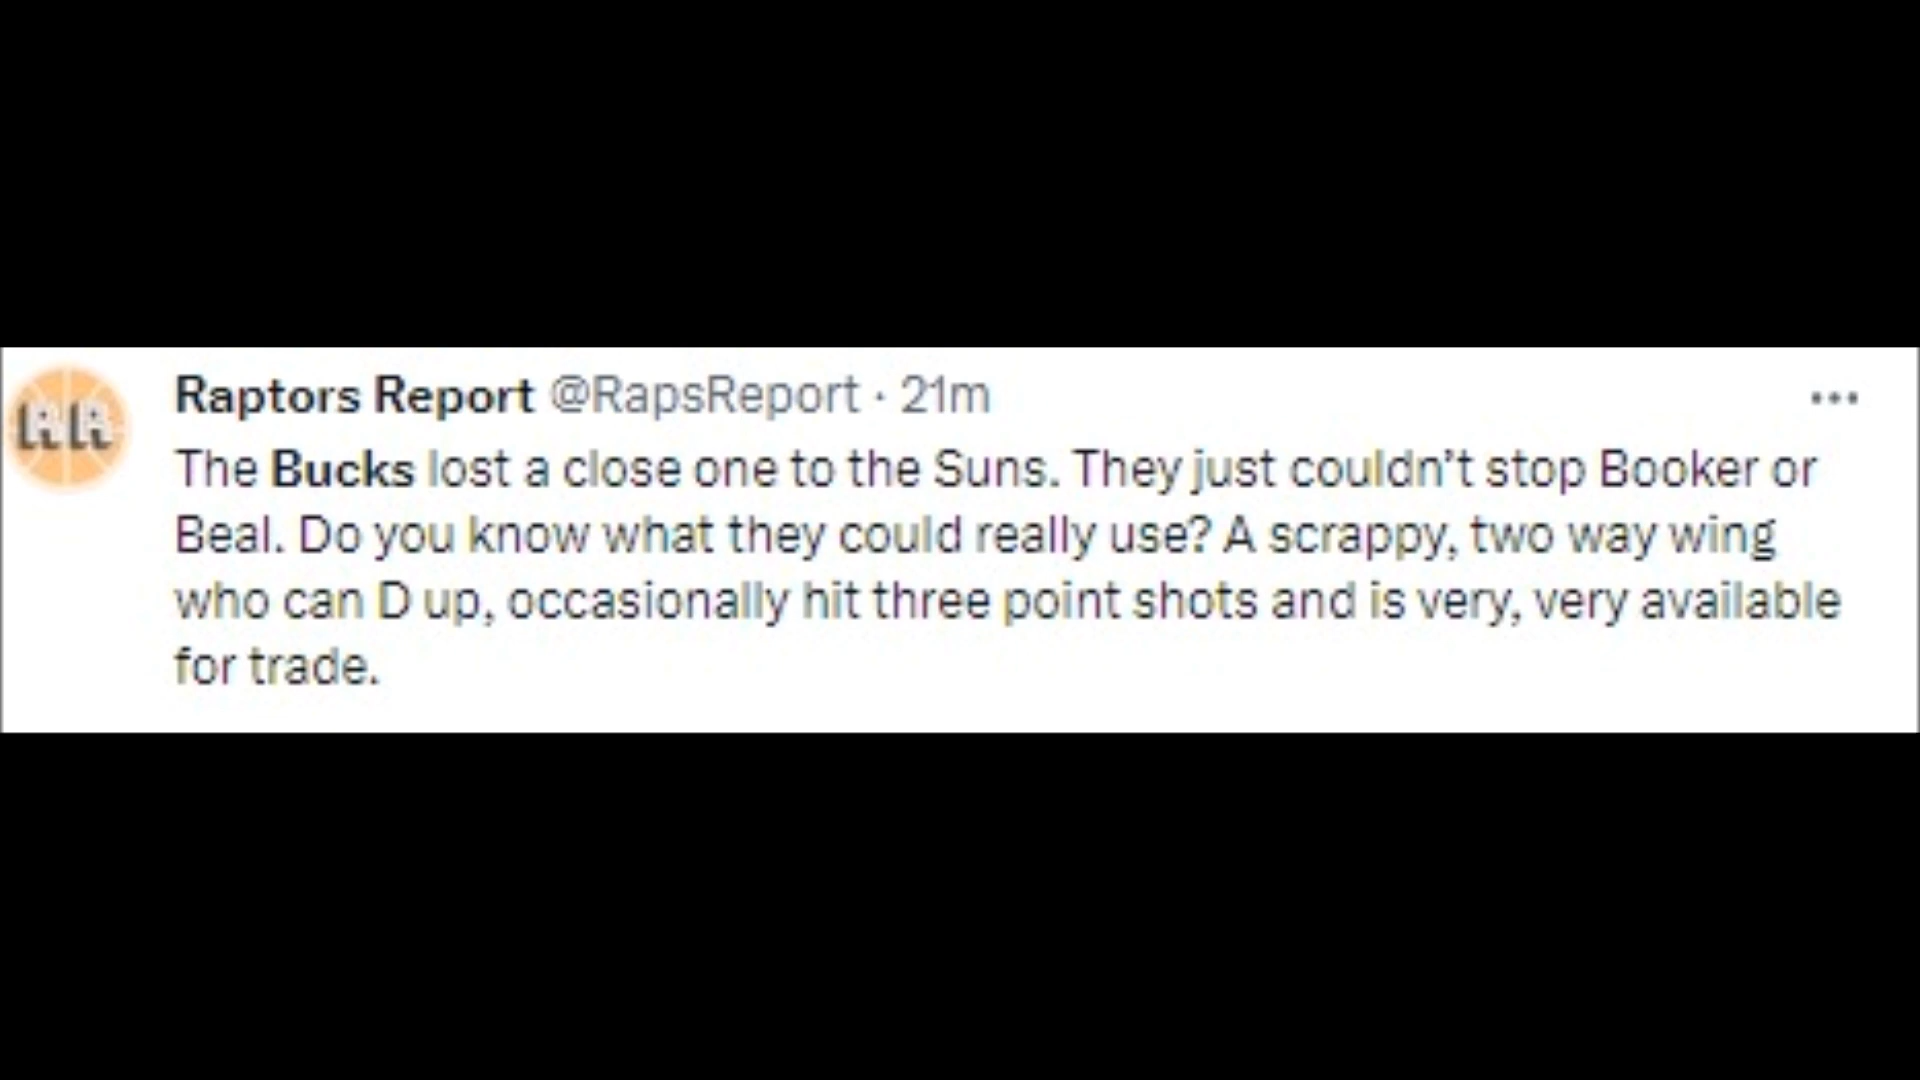 RR
Raptors Report @RapsReport · 21m
The Bucks lost a close one to the Suns. They just couldn't stop Booker or
Beal. Do you know what they could really use? A scrappy, two way wing
who can D up, occasionally hit three point shots and is very, very available
for trade.